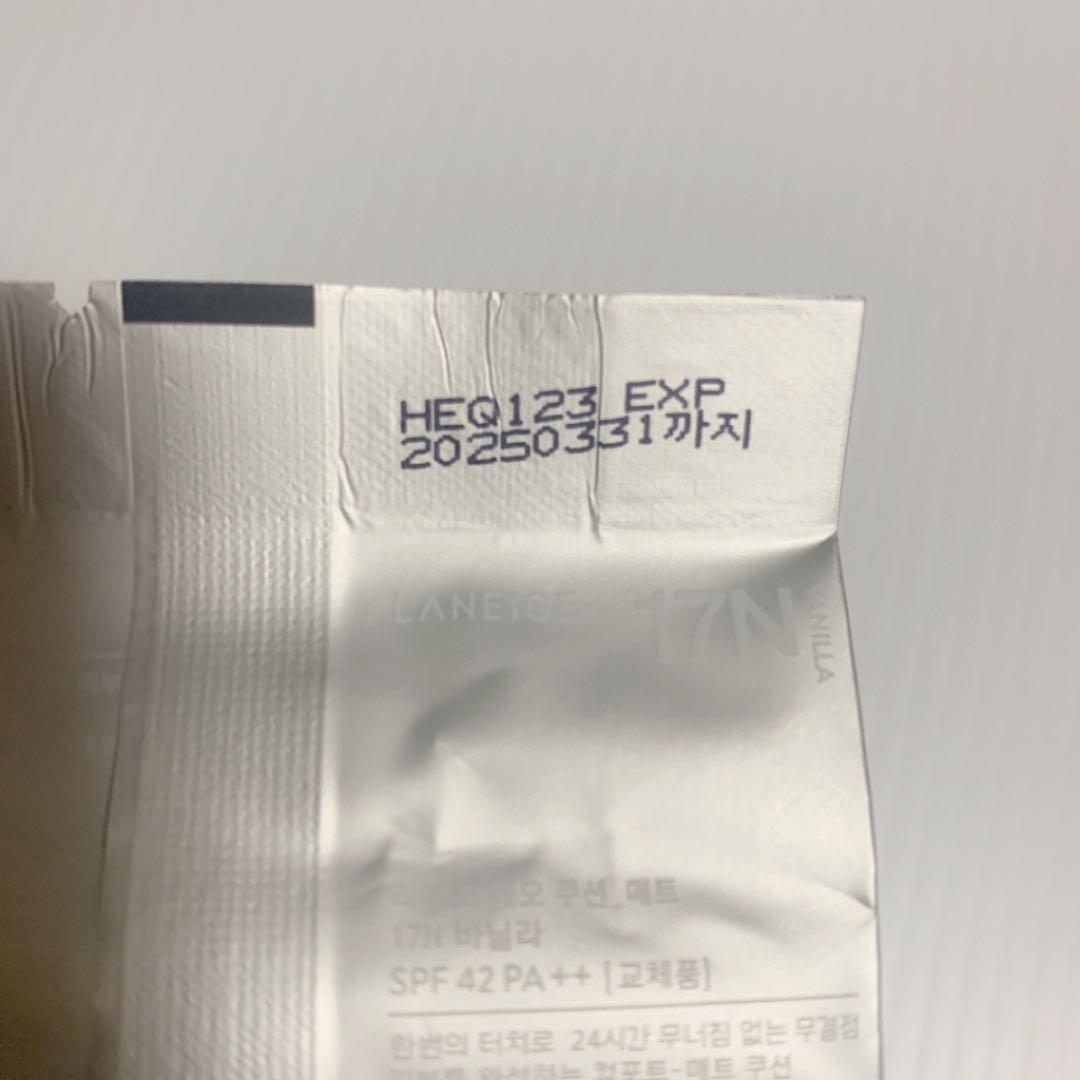 HEQ123 EXP
20250331까지
LANEIGE
17N
VANILLA
쿠션_매트
17N 바닐라
SPF 42 PA++ [교체품]
한번의 터치로 24시간 무너짐 없는 무결점
완성하는 컴포트-매트 쿠션